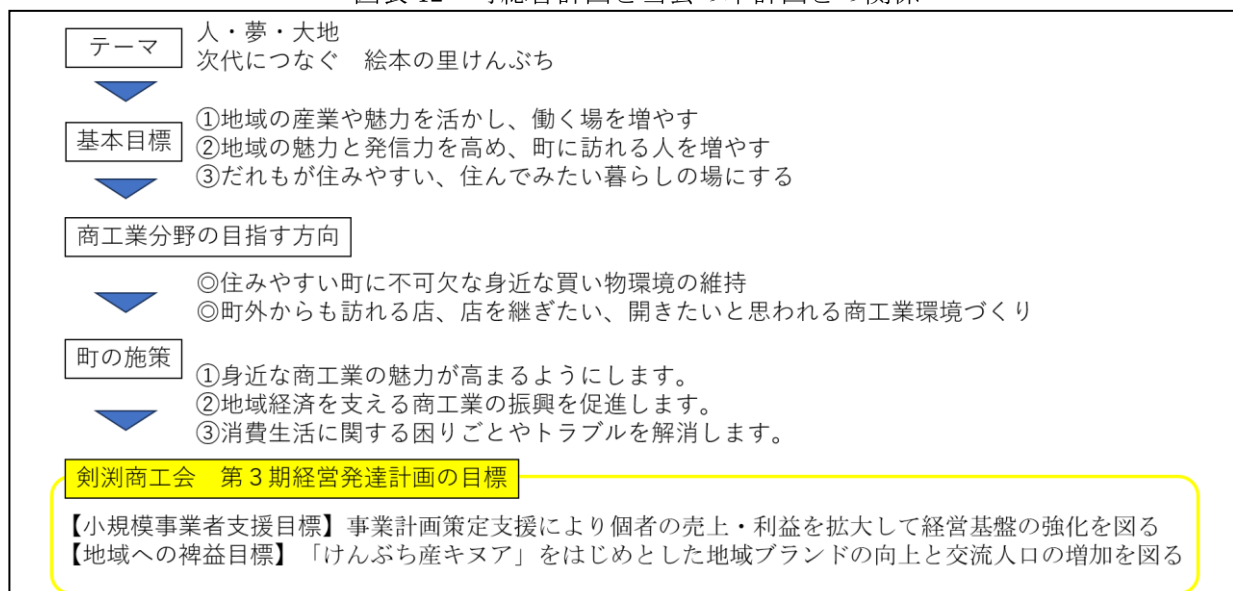 テーマ
人・夢・大地
次代につなぐ 絵本の里けんぶち
基本目標
①地域の産業や魅力を活かし、働く場を増やす
②地域の魅力と発信力を高め、町に訪れる人を増やす
③だれもが住みやすい、住んでみたい暮らしの場にする
商工業分野の目指す方向
◎住みやすい町に不可欠な身近な買い物環境の維持
◎町外からも訪れる店、店を継ぎたい、開きたいと思われる商工業環境づくり
町の施策
①身近な商工業の魅力が高まるようにします。
②地域経済を支える商工業の振興を促進します。
③消費生活に関する困りごとやトラブルを解消します。
剣渕商工会 第3期経営発達計画の目標
【小規模事業者支援目標】事業計画策定支援により個者の売上・利益を拡大して経営基盤の強化を図る
【地域への裨益目標】「けんぶち産キヌア」をはじめとした地域ブランドの向上と交流人口の増加を図る